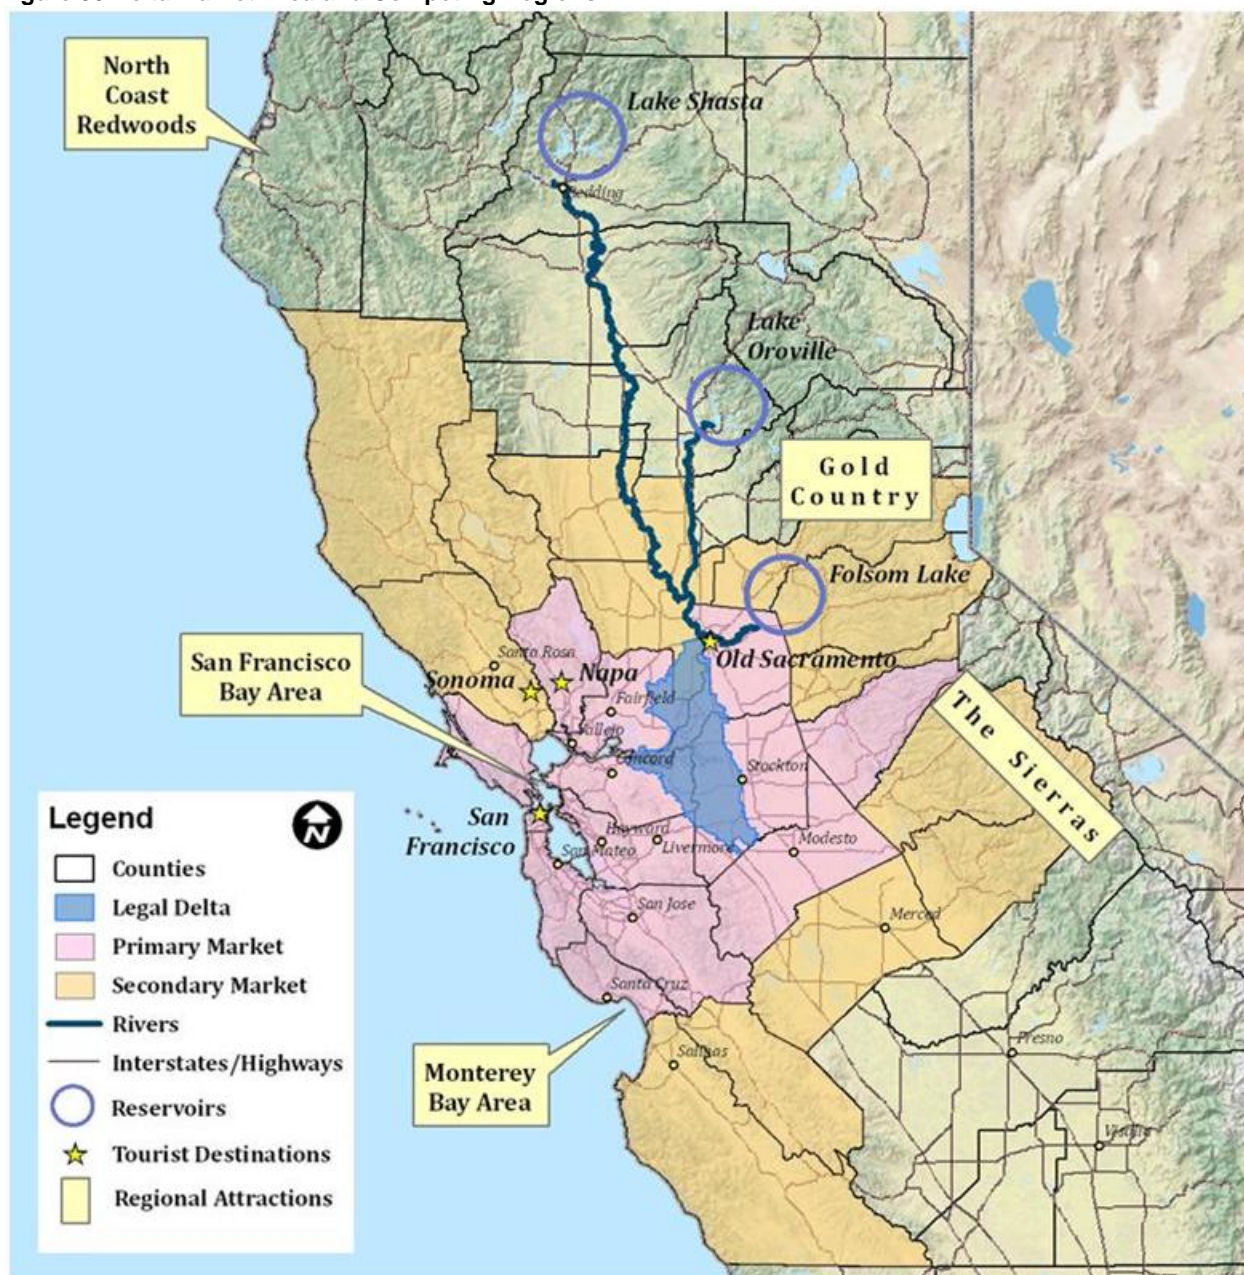 North
Coast
Redwoods
Lake Shasta
Redding
Lake
Oroville
Gold
Country
Folsom Lake
Old Sacramento
San Francisco
Bay Area
Santa Rosa
Sonoma
Napa
Fairfield
Vallejo
Concord
Stockton
The Sierras
San
Francisco
Hayward
San Mateo
Livermore
Modesto
San Jose
Merced
Santa Cruz
Salinas
Monterey
Bay Area
Fresno
Visalia
Legend
N
Counties
Legal Delta
Primary Market
Secondary Market
Rivers
Interstates/Highways
Reservoirs
Tourist Destinations
Regional Attractions